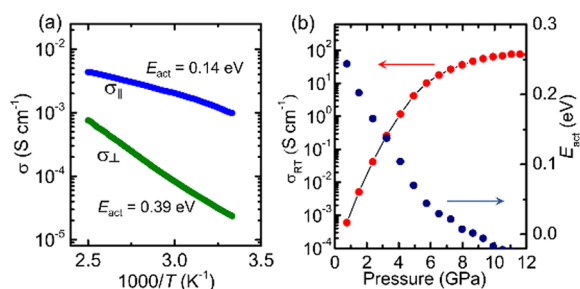 (a)
10⁻²
10⁻³
10⁻⁴
10⁻⁵
σ (S cm⁻¹)
E_act = 0.14 eV
σ∥
σ⊥
E_act = 0.39 eV
2.5 3.0 3.5
1000/T (K⁻¹)
(b)
10³
10²
10¹
10⁰
10⁻¹
10⁻²
10⁻³
10⁻⁴
σ_RT (S cm⁻¹)
0.3
0.2
0.1
0.0
E_act (eV)
0 2 4 6 8 10 12
Pressure (GPa)